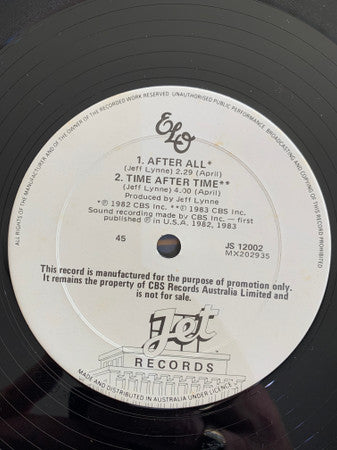 ALL RIGHTS OF THE MANUFACTURER AND OF THE OWNER OF THE RECORDED WORK RESERVED. UNAUTHORISED PUBLIC PERFORMANCE, BROADCASTING AND COPYING OF THIS RECORD PROHIBITED
ELO
1. AFTER ALL*
(Jeff Lynne) 2.29 (April)
2. TIME AFTER TIME**
(Jeff Lynne) 4.00 (April)
Produced by Jeff Lynne
*℗ 1982 CBS Inc. **℗ 1983 CBS Inc.
Sound recording made by CBS Inc. — first
published ℗ in U.S.A. 1982, 1983
45
JS 12002
MX202935
This record is manufactured for the purpose of promotion only.
It remains the property of CBS Records Australia Limited and
is not for sale.
Jet
RECORDS
MADE AND DISTRIBUTED IN AUSTRALIA UNDER LICENCE